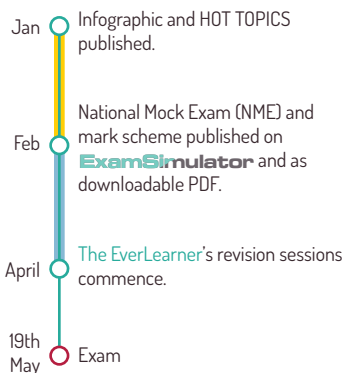 Jan
Infographic and HOT TOPICS
published.
Feb
National Mock Exam (NME) and
mark scheme published on
ExamSimulator and as
downloadable PDF.
April
The EverLearner's revision sessions
commence.
19th
May
Exam